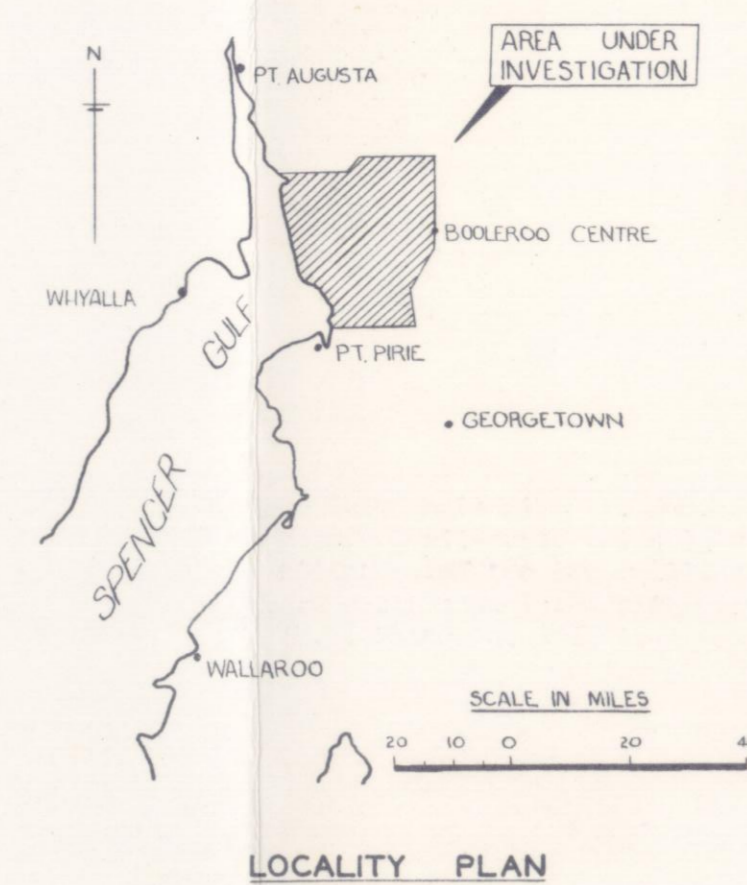 AREA UNDER
INVESTIGATION
N
PT. AUGUSTA
BOOLEROO CENTRE
WHYALLA
GULF
PT. PIRIE
GEORGETOWN
SPENCER
WALLAROO
SCALE IN MILES
20 10 0 20
LOCALITY PLAN